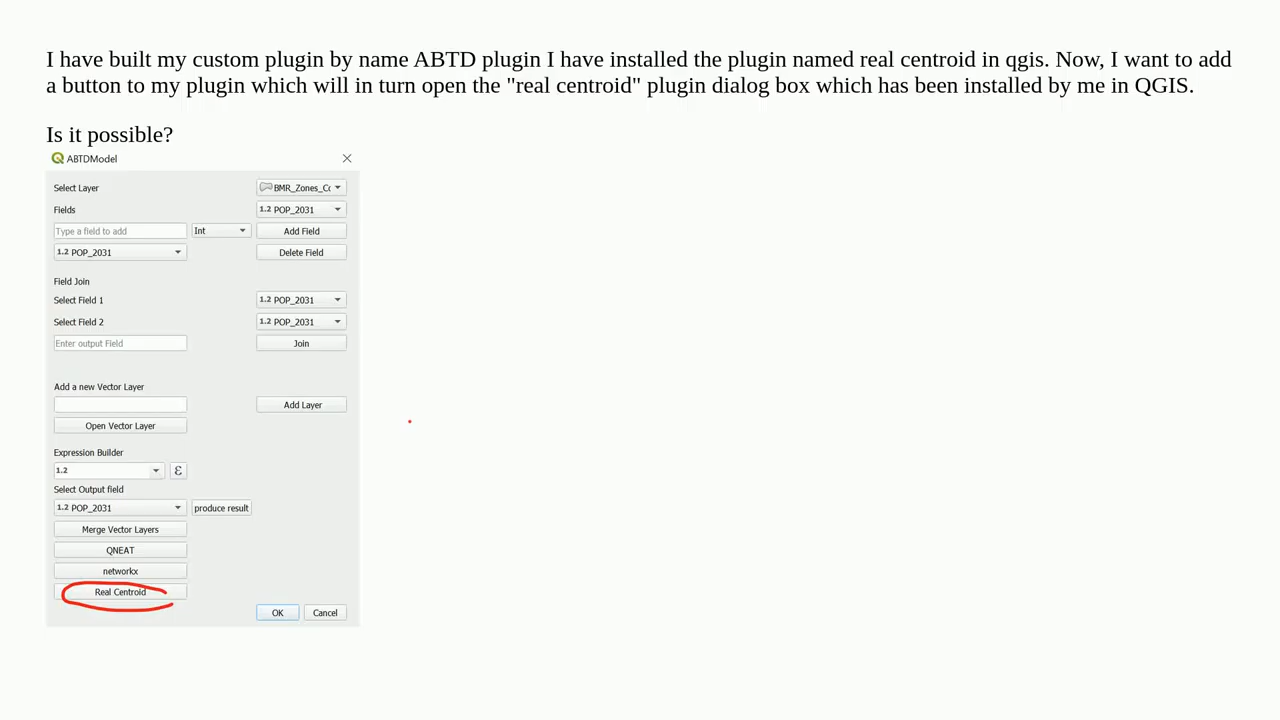 I have built my custom plugin by name ABTD plugin I have installed the plugin named real centroid in qgis. Now, I want to add
a button to my plugin which will in turn open the "real centroid" plugin dialog box which has been installed by me in QGIS.
Is it possible?
ABTDModel
Select Layer BMR_Zones_Cc
Fields 1.2 POP_2031
Type a field to add Int Add Field
1.2 POP_2031 Delete Field
Field Join
Select Field 1 1.2 POP_2031
Select Field 2 1.2 POP_2031
Enter output Field Join
Add a new Vector Layer
Add Layer
Open Vector Layer
Expression Builder
1.2 ε
Select Output field
1.2 POP_2031 produce result
Merge Vector Layers
QNEAT
networkx
Real Centroid
OK Cancel